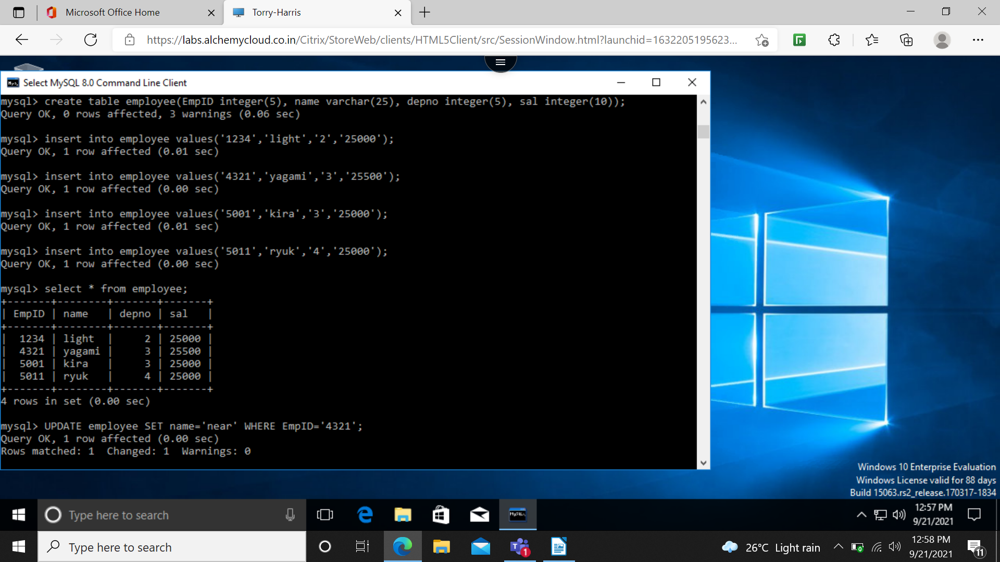 Microsoft Office Home
Torry-Harris
https://labs.alchemycloud.co.in/Citrix/StoreWeb/clients/HTML5Client/src/SessionWindow.html?launchid=1632205195623...
Select MySQL 8.0 Command Line Client
mysql> create table employee(EmpID integer(5), name varchar(25), depno integer(5), sal integer(10));
Query OK, 0 rows affected, 3 warnings (0.06 sec)
mysql> insert into employee values('1234','light','2','25000');
Query OK, 1 row affected (0.01 sec)
mysql> insert into employee values('4321','yagami','3','25500');
Query OK, 1 row affected (0.00 sec)
mysql> insert into employee values('5001','kira','3','25000');
Query OK, 1 row affected (0.01 sec)
mysql> insert into employee values('5011','ryuk','4','25000');
Query OK, 1 row affected (0.00 sec)
mysql> select * from employee;
+-------+--------+-------+-------+
| EmpID | name   | depno | sal   |
+-------+--------+-------+-------+
|  1234 | light  |     2 | 25000 |
|  4321 | yagami |     3 | 25500 |
|  5001 | kira   |     3 | 25000 |
|  5011 | ryuk   |     4 | 25000 |
+-------+--------+-------+-------+
4 rows in set (0.00 sec)
mysql> UPDATE employee SET name='near' WHERE EmpID='4321';
Query OK, 1 row affected (0.00 sec)
Rows matched: 1  Changed: 1  Warnings: 0
Windows 10 Enterprise Evaluation
Windows License valid for 88 days
Build 15063.rs2_release.170317-1834
Type here to search
12:57 PM
9/21/2021
Type here to search
1
26°C Light rain
12:58 PM
9/21/2021
11